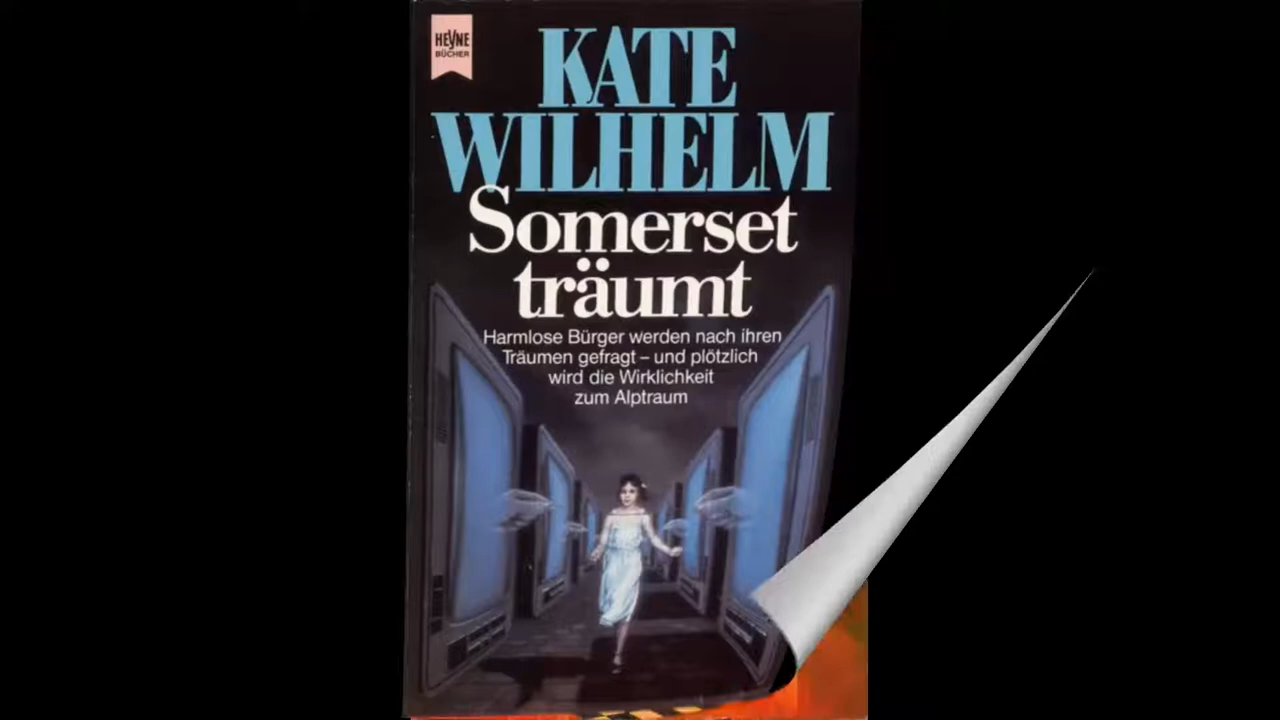 HEYNE
BÜCHER
KATE
WILHELM
Somerset
träumt
Harmlose Bürger werden nach ihren
Träumen gefragt – und plötzlich
wird die Wirklichkeit
zum Alptraum